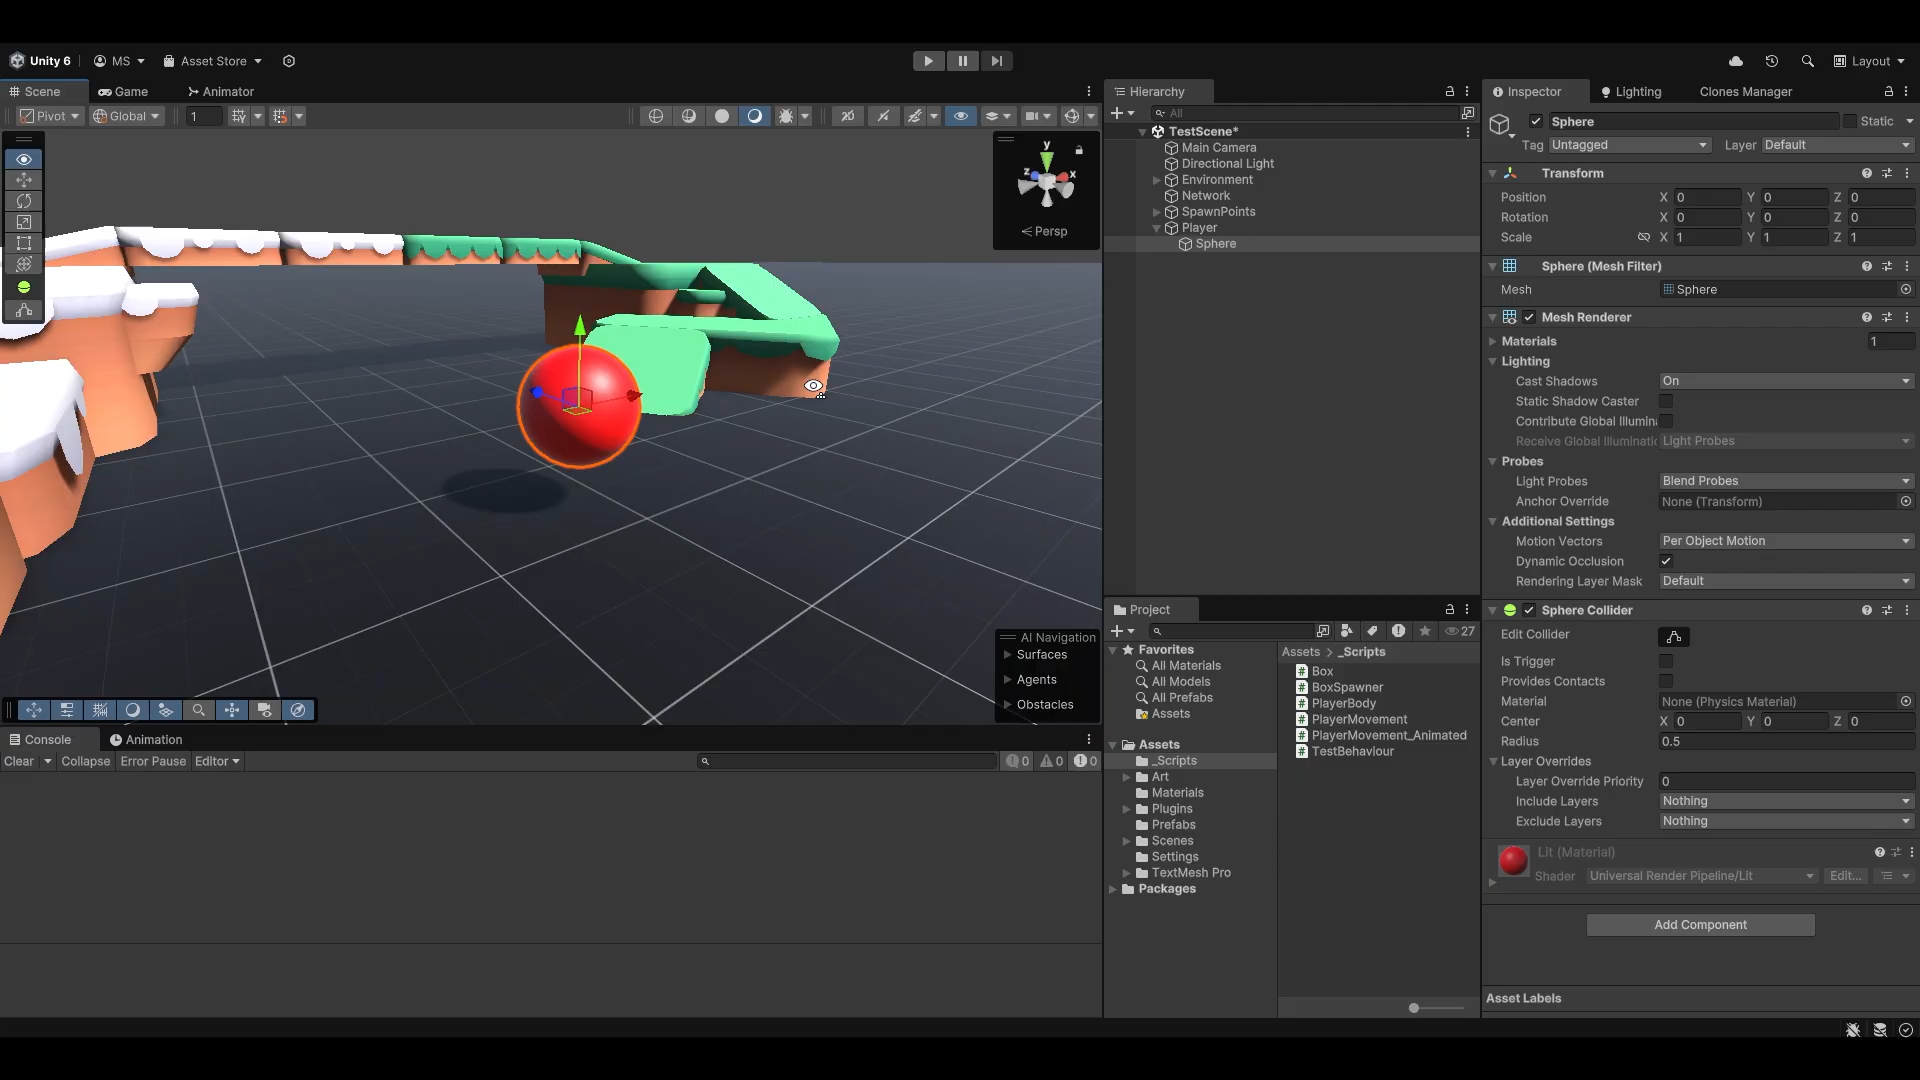 Unity 6
MS
Asset Store
Layout
Scene
Game
Animator
Pivot
Global
1
y
z
x
Persp
AI Navigation
Surfaces
Agents
Obstacles
Console
Animation
Clear
Collapse
Error Pause
Editor
0
0
0
Hierarchy
All
TestScene*
Main Camera
Directional Light
Environment
Network
SpawnPoints
Player
Sphere
Project
27
Favorites
All Materials
All Models
All Prefabs
Assets
Assets
_Scripts
Art
Materials
Plugins
Prefabs
Scenes
Settings
TextMesh Pro
Packages
Assets > _Scripts
Box
BoxSpawner
PlayerBody
PlayerMovement
PlayerMovement_Animated
TestBehaviour
Inspector
Lighting
Clones Manager
Sphere
Static
Tag Untagged Layer Default
Transform
Position X 0 Y 0 Z 0
Rotation X 0 Y 0 Z 0
Scale X 1 Y 1 Z 1
Sphere (Mesh Filter)
Mesh Sphere
Mesh Renderer
Materials 1
Lighting
Cast Shadows On
Static Shadow Caster
Contribute Global Illumin
Receive Global Illuminati Light Probes
Probes
Light Probes Blend Probes
Anchor Override None (Transform)
Additional Settings
Motion Vectors Per Object Motion
Dynamic Occlusion
Rendering Layer Mask Default
Sphere Collider
Edit Collider
Is Trigger
Provides Contacts
Material None (Physics Material)
Center X 0 Y 0 Z 0
Radius 0.5
Layer Overrides
Layer Override Priority 0
Include Layers Nothing
Exclude Layers Nothing
Lit (Material)
Shader Universal Render Pipeline/Lit Edit...
Add Component
Asset Labels